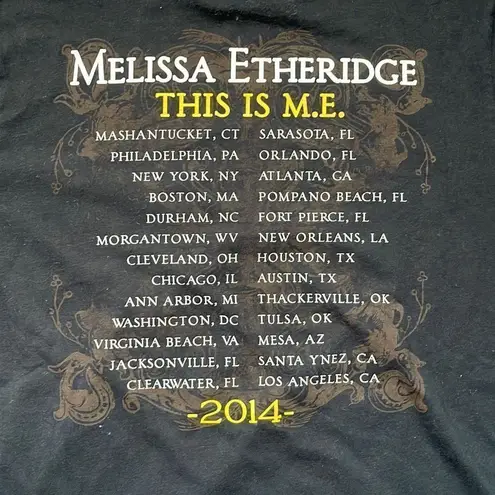 MELISSA ETHERIDGE
THIS IS M.E.
MASHANTUCKET, CT
PHILADELPHIA, PA
NEW YORK, NY
BOSTON, MA
DURHAM, NC
MORGANTOWN, WV
CLEVELAND, OH
CHICAGO, IL
ANN ARBOR, MI
WASHINGTON, DC
VIRGINIA BEACH, VA
JACKSONVILLE, FL
CLEARWATER, FL
SARASOTA, FL
ORLANDO, FL
ATLANTA, GA
POMPANO BEACH, FL
FORT PIERCE, FL
NEW ORLEANS, LA
HOUSTON, TX
AUSTIN, TX
THACKERVILLE, OK
TULSA, OK
MESA, AZ
SANTA YNEZ, CA
LOS ANGELES, CA
-2014-